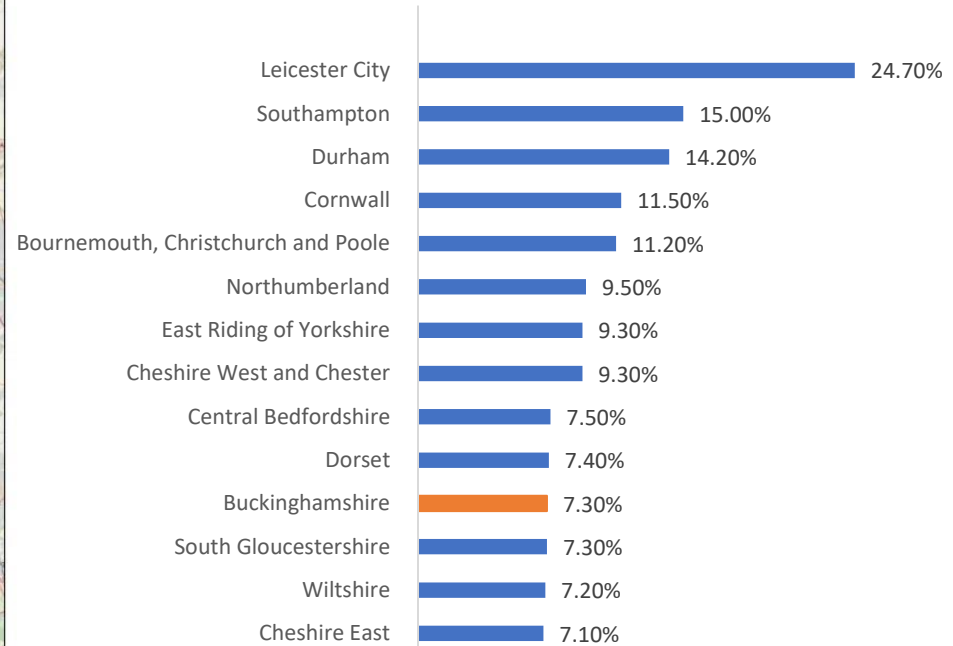 Leicester City 24.70%
Southampton 15.00%
Durham 14.20%
Cornwall 11.50%
Bournemouth, Christchurch and Poole 11.20%
Northumberland 9.50%
East Riding of Yorkshire 9.30%
Cheshire West and Chester 9.30%
Central Bedfordshire 7.50%
Dorset 7.40%
Buckinghamshire 7.30%
South Gloucestershire 7.30%
Wiltshire 7.20%
Cheshire East 7.10%